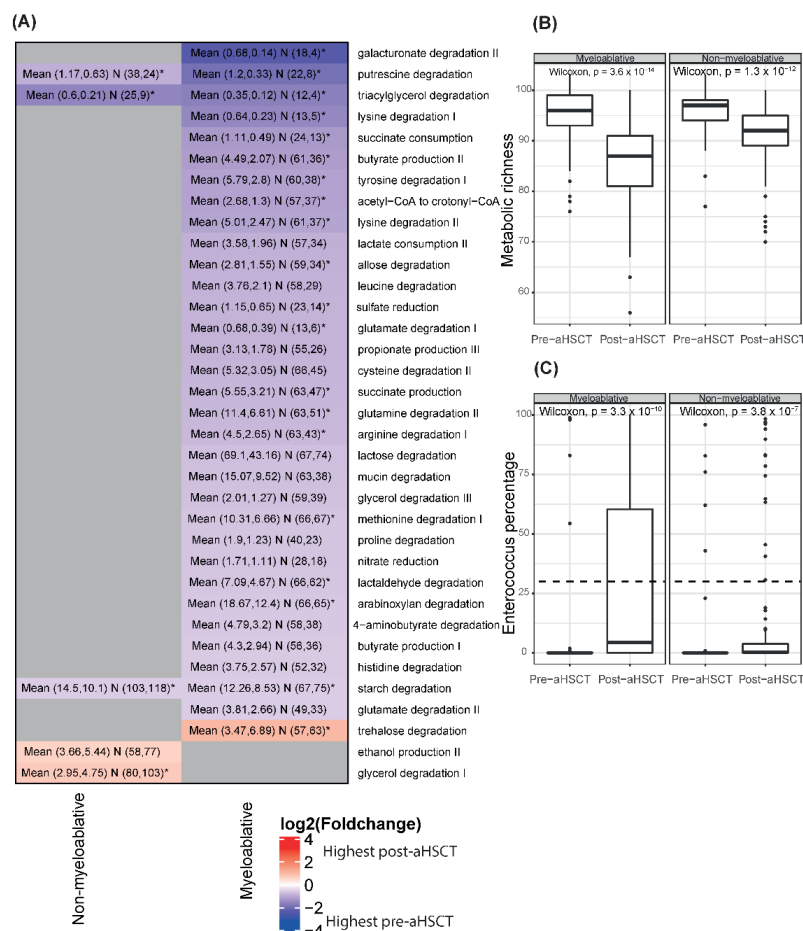 (A)
Mean (0.68,0.14) N (18,4)* galacturonate degradation II
Mean (1.17,0.63) N (38,24)* Mean (1.2,0.33) N (22,8)* putrescine degradation
Mean (0.6,0.21) N (25,9)* Mean (0.35,0.12) N (12,4)* triacylglycerol degradation
Mean (0.64,0.23) N (13,5)* lysine degradation I
Mean (1.11,0.49) N (24,13)* succinate consumption
Mean (4.49,2.07) N (61,36)* butyrate production II
Mean (5.79,2.8) N (60,38)* tyrosine degradation I
Mean (2.68,1.3) N (57,37)* acetyl−CoA to crotonyl−CoA
Mean (5.01,2.47) N (61,37)* lysine degradation II
Mean (3.58,1.96) N (57,34) lactate consumption II
Mean (2.81,1.55) N (59,34)* allose degradation
Mean (3.76,2.1) N (58,29) leucine degradation
Mean (1.15,0.65) N (23,14)* sulfate reduction
Mean (0.68,0.39) N (13,6)* glutamate degradation I
Mean (3.13,1.78) N (55,26) propionate production III
Mean (5.32,3.05) N (66,45) cysteine degradation II
Mean (5.55,3.21) N (63,47)* succinate production
Mean (11.4,6.61) N (63,51)* glutamine degradation II
Mean (4.5,2.65) N (63,43)* arginine degradation I
Mean (69.1,43.16) N (67,74) lactose degradation
Mean (15.07,9.52) N (63,38) mucin degradation
Mean (2.01,1.27) N (59,39) glycerol degradation III
Mean (10.31,6.66) N (66,67)* methionine degradation I
Mean (1.9,1.23) N (40,23) proline degradation
Mean (1.71,1.11) N (28,18) nitrate reduction
Mean (7.09,4.67) N (66,62)* lactaldehyde degradation
Mean (18.67,12.4) N (66,65)* arabinoxylan degradation
Mean (4.79,3.2) N (58,38) 4−aminobutyrate degradation
Mean (4.3,2.94) N (56,36) butyrate production I
Mean (3.75,2.57) N (52,32) histidine degradation
Mean (14.5,10.1) N (103,118)* Mean (12.26,8.53) N (67,75)* starch degradation
Mean (3.81,2.66) N (49,33) glutamate degradation II
Mean (3.47,6.89) N (57,63)* trehalose degradation
Mean (3.66,5.44) N (58,77) ethanol production II
Mean (2.95,4.75) N (80,103)* glycerol degradation I
Non−myeloablative
Myeloablative
log2(Foldchange)
4
2
0
−2
−4
Highest post-aHSCT
Highest pre-aHSCT
(B)
Myeloablative Non−myeloablative
Wilcoxon, p = 3.6 x 10⁻¹⁴ Wilcoxon, p = 1.3 x 10⁻¹²
Metabolic richness
100
90
80
70
60
Pre−aHSCT Post−aHSCT Pre−aHSCT Post−aHSCT
(C)
Myeloablative Non−myeloablative
Wilcoxon, p = 3.3 x 10⁻¹⁰ Wilcoxon, p = 3.8 x 10⁻⁷
Enterococcus percentage
100
75
50
25
0
Pre−aHSCT Post−aHSCT Pre−aHSCT Post−aHSCT